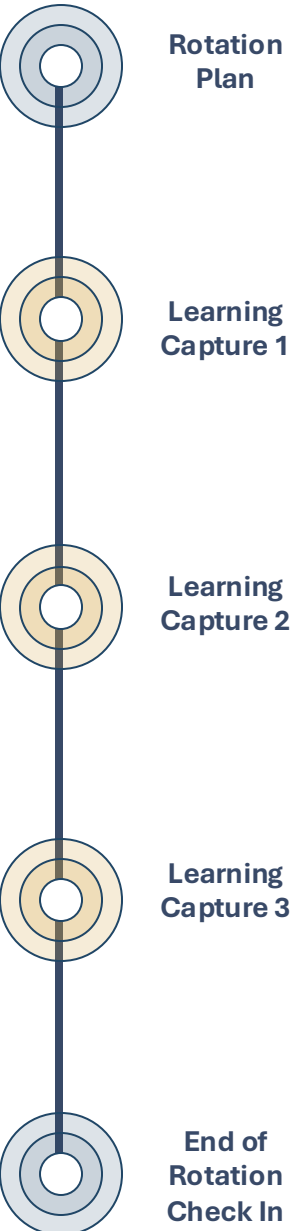 Rotation
Plan
Learning
Capture 1
Learning
Capture 2
Learning
Capture 3
End of
Rotation
Check In